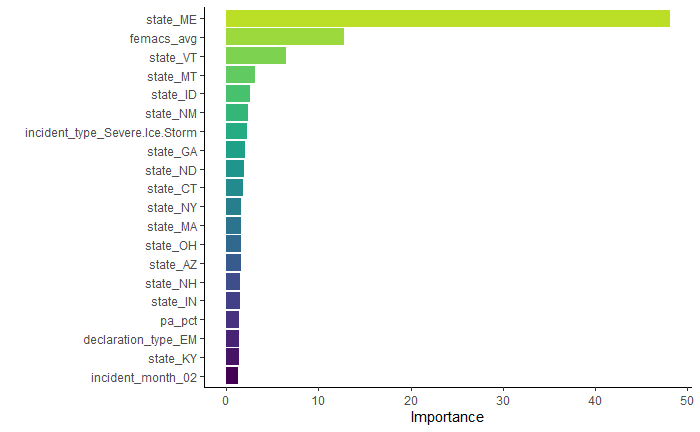 state_ME
femacs_avg
state_VT
state_MT
state_ID
state_NM
incident_type_Severe.Ice.Storm
state_GA
state_ND
state_CT
state_NY
state_MA
state_OH
state_AZ
state_NH
state_IN
pa_pct
declaration_type_EM
state_KY
incident_month_02
0 10 20 30 40 50
Importance